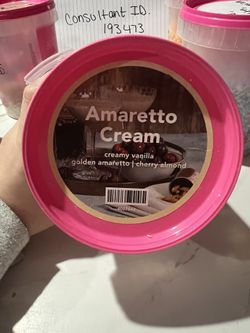 Consultant ID.
193473
Amaretto
Cream
creamy vanilla
golden amaretto | cherry almond